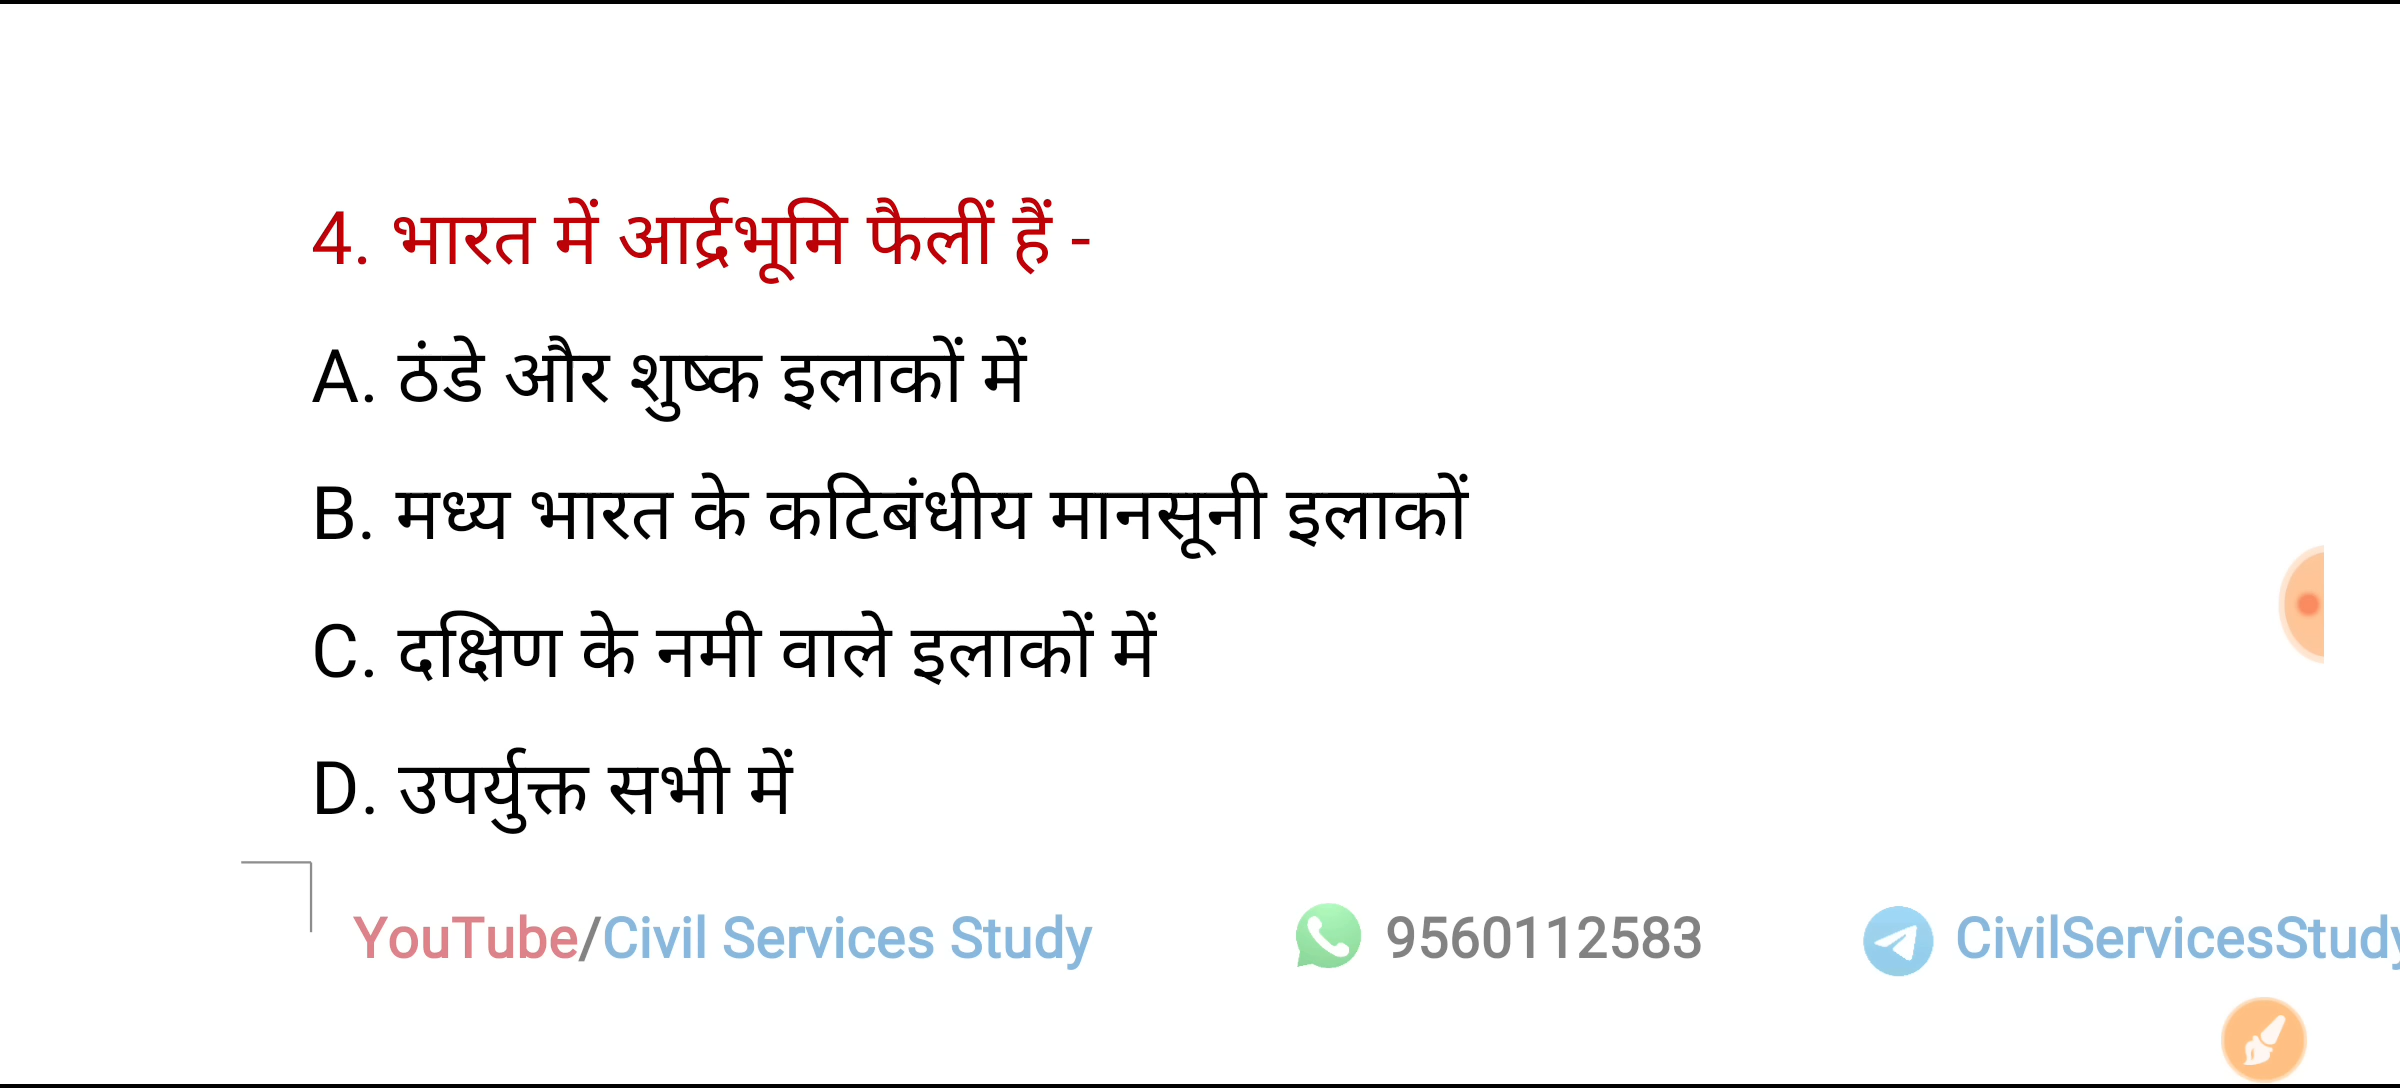 4. भारत में आर्द्रभूमि फैलीं हैं -
A. ठंडे और शुष्क इलाकों में
B. मध्य भारत के कटिबंधीय मानसूनी इलाकों
C. दक्षिण के नमी वाले इलाकों में
D. उपर्युक्त सभी में
YouTube/Civil Services Study 9560112583 CivilServicesStudy